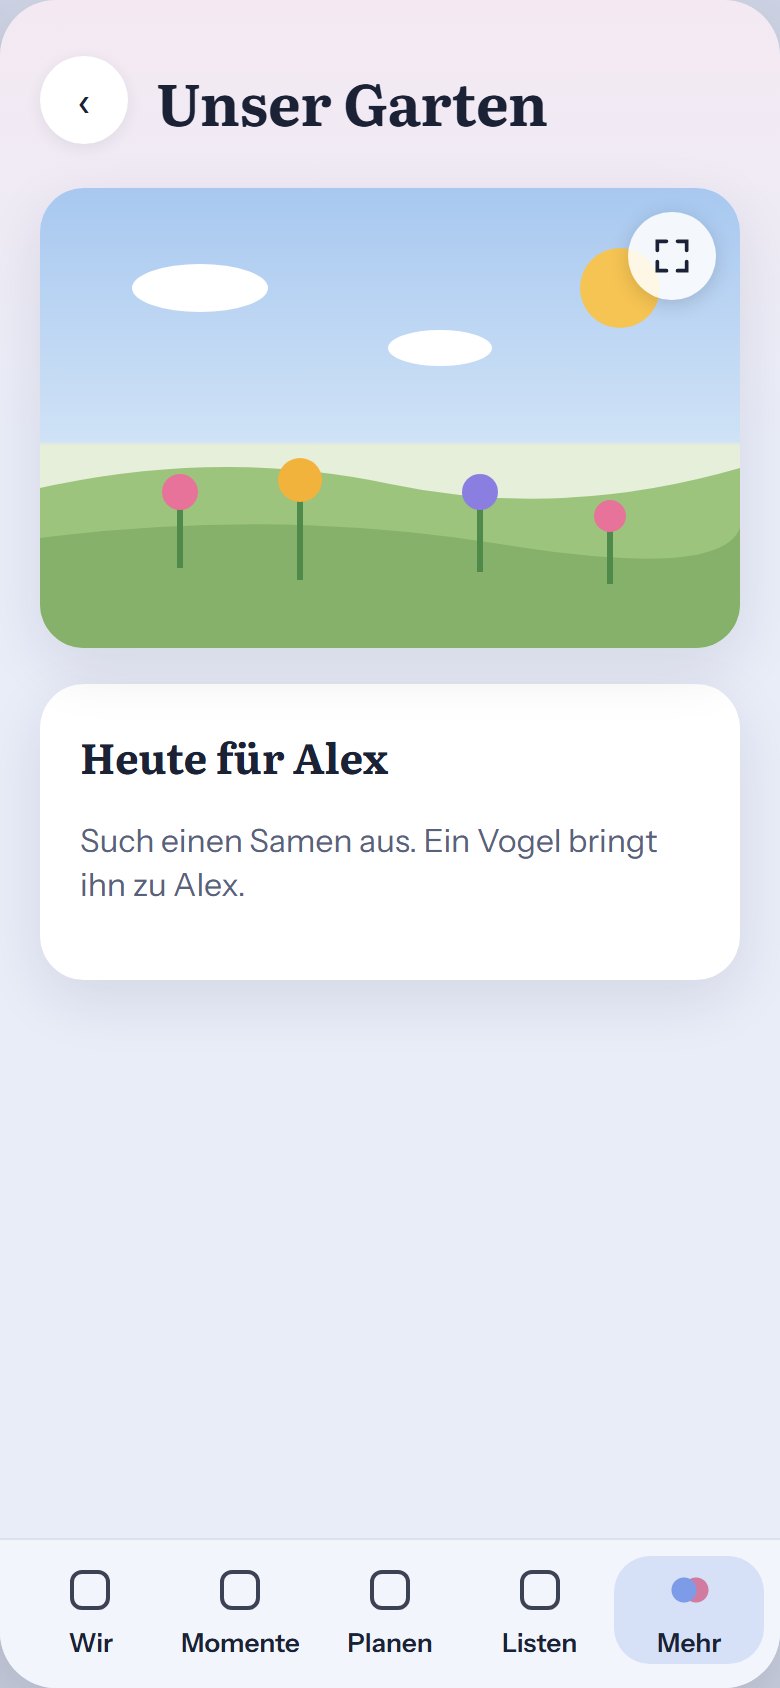 Unser Garten
Heute für Alex
Such einen Samen aus. Ein Vogel bringt
ihn zu Alex.
Wir
Momente
Planen
Listen
Mehr